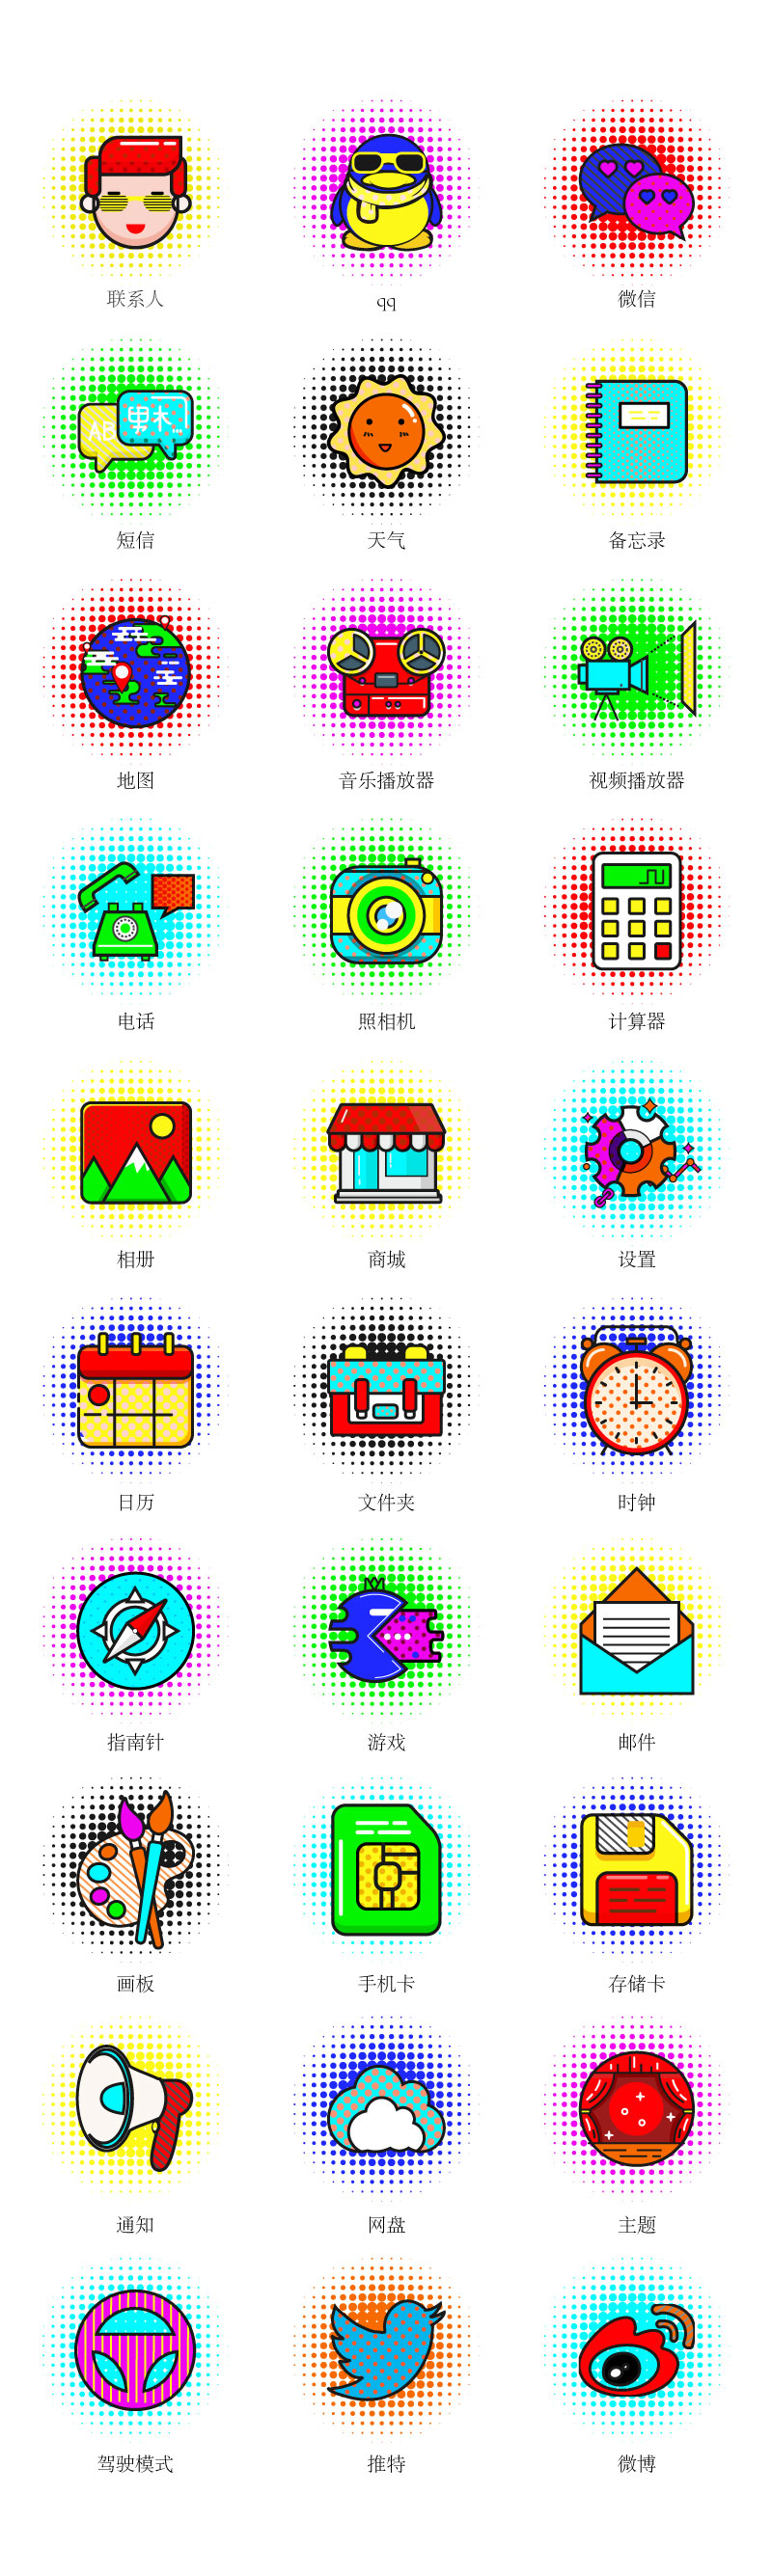 联系人
qq
微信
AB
短信
天气
备忘录
地图
音乐播放器
视频播放器
电话
照相机
计算器
相册
商城
设置
日历
文件夹
时钟
指南针
游戏
邮件
画板
手机卡
存储卡
通知
网盘
主题
驾驶模式
推特
微博